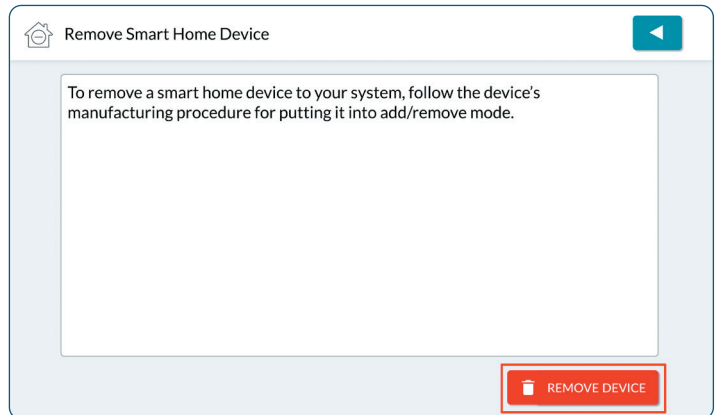 Remove Smart Home Device
To remove a smart home device to your system, follow the device's
manufacturing procedure for putting it into add/remove mode.
REMOVE DEVICE